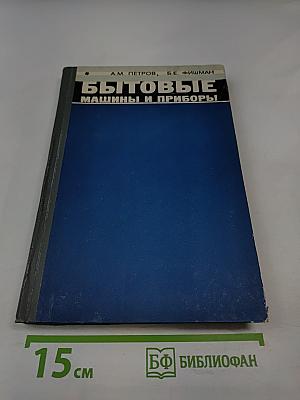 А.М. ПЕТРОВ, Б.Е. ФИШМАН
БЫТОВЫЕ
МАШИНЫ И ПРИБОРЫ
15 см
БФ БИБЛИОФАН